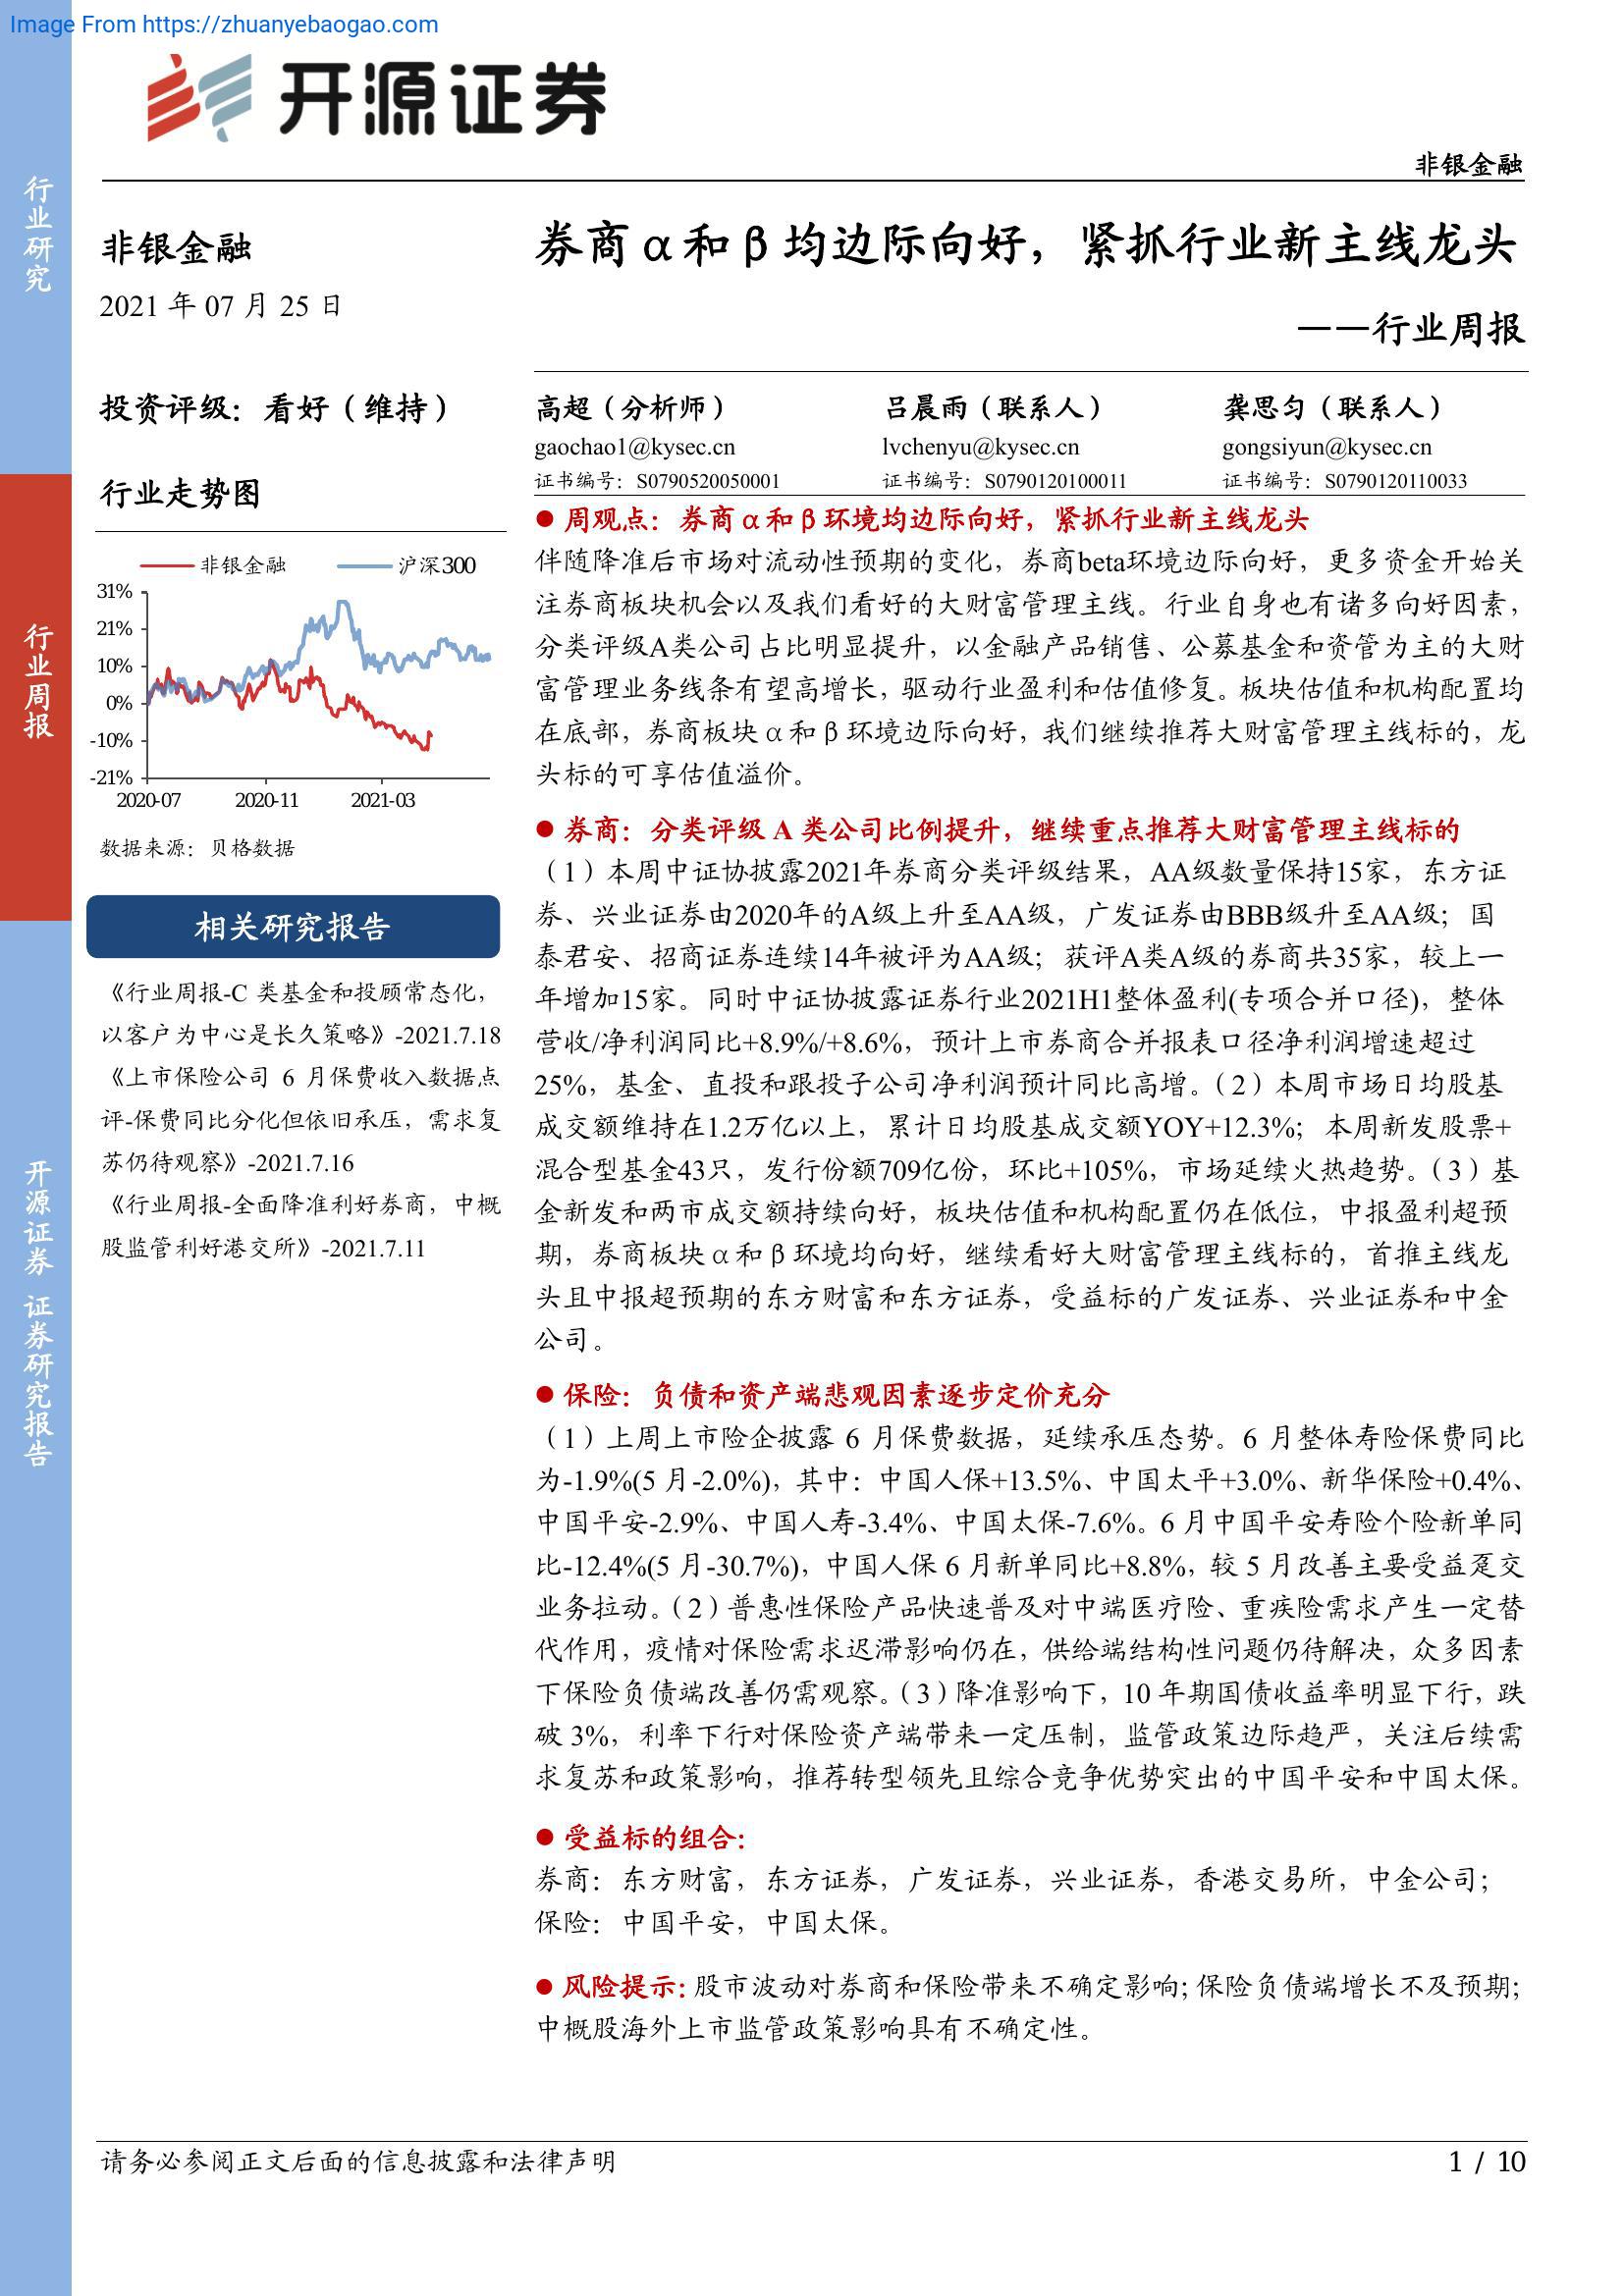 Image From https://zhuanyebaogao.com
开源证券
非银金融
行业研究
行业周报
开源证券 证券研究报告
非银金融
2021 年 07 月 25 日
投资评级：看好（维持）
行业走势图
非银金融 沪深300
31%
21%
10%
0%
-10%
-21%
2020-07 2020-11 2021-03
数据来源：贝格数据
相关研究报告
《行业周报-C 类基金和投顾常态化，
以客户为中心是长久策略》-2021.7.18
《上市保险公司 6 月保费收入数据点
评-保费同比分化但依旧承压，需求复
苏仍待观察》-2021.7.16
《行业周报-全面降准利好券商，中概
股监管利好港交所》-2021.7.11
券商 α 和 β 均边际向好，紧抓行业新主线龙头
——行业周报
高超（分析师） 吕晨雨（联系人） 龚思匀（联系人）
gaochao1@kysec.cn lvchenyu@kysec.cn gongsiyun@kysec.cn
证书编号：S0790520050001 证书编号：S0790120100011 证书编号：S0790120110033
● 周观点：券商 α 和 β 环境均边际向好，紧抓行业新主线龙头
伴随降准后市场对流动性预期的变化，券商beta环境边际向好，更多资金开始关
注券商板块机会以及我们看好的大财富管理主线。行业自身也有诸多向好因素，
分类评级A类公司占比明显提升，以金融产品销售、公募基金和资管为主的大财
富管理业务线条有望高增长，驱动行业盈利和估值修复。板块估值和机构配置均
在底部，券商板块 α 和 β 环境边际向好，我们继续推荐大财富管理主线标的，龙
头标的可享估值溢价。
● 券商：分类评级 A 类公司比例提升，继续重点推荐大财富管理主线标的
（1）本周中证协披露2021年券商分类评级结果，AA级数量保持15家，东方证
券、兴业证券由2020年的A级上升至AA级，广发证券由BBB级升至AA级；国
泰君安、招商证券连续14年被评为AA级；获评A类A级的券商共35家，较上一
年增加15家。同时中证协披露证券行业2021H1整体盈利(专项合并口径)，整体
营收/净利润同比+8.9%/+8.6%，预计上市券商合并报表口径净利润增速超过
25%，基金、直投和跟投子公司净利润预计同比高增。（2）本周市场日均股基
成交额维持在1.2万亿以上，累计日均股基成交额YOY+12.3%；本周新发股票+
混合型基金43只，发行份额709亿份，环比+105%，市场延续火热趋势。（3）基
金新发和两市成交额持续向好，板块估值和机构配置仍在低位，中报盈利超预
期，券商板块 α 和 β 环境均向好，继续看好大财富管理主线标的，首推主线龙
头且中报超预期的东方财富和东方证券，受益标的广发证券、兴业证券和中金
公司。
● 保险：负债和资产端悲观因素逐步定价充分
（1）上周上市险企披露 6 月保费数据，延续承压态势。6 月整体寿险保费同比
为-1.9%(5 月-2.0%)，其中：中国人保+13.5%、中国太平+3.0%、新华保险+0.4%、
中国平安-2.9%、中国人寿-3.4%、中国太保-7.6%。6 月中国平安寿险个险新单同
比-12.4%(5 月-30.7%)，中国人保 6 月新单同比+8.8%，较 5 月改善主要受益趸交
业务拉动。（2）普惠性保险产品快速普及对中端医疗险、重疾险需求产生一定替
代作用，疫情对保险需求迟滞影响仍在，供给端结构性问题仍待解决，众多因素
下保险负债端改善仍需观察。（3）降准影响下，10 年期国债收益率明显下行，跌
破 3%，利率下行对保险资产端带来一定压制，监管政策边际趋严，关注后续需
求复苏和政策影响，推荐转型领先且综合竞争优势突出的中国平安和中国太保。
● 受益标的组合：
券商：东方财富，东方证券，广发证券，兴业证券，香港交易所，中金公司；
保险：中国平安，中国太保。
● 风险提示：股市波动对券商和保险带来不确定影响；保险负债端增长不及预期；
中概股海外上市监管政策影响具有不确定性。
请务必参阅正文后面的信息披露和法律声明
1 / 10